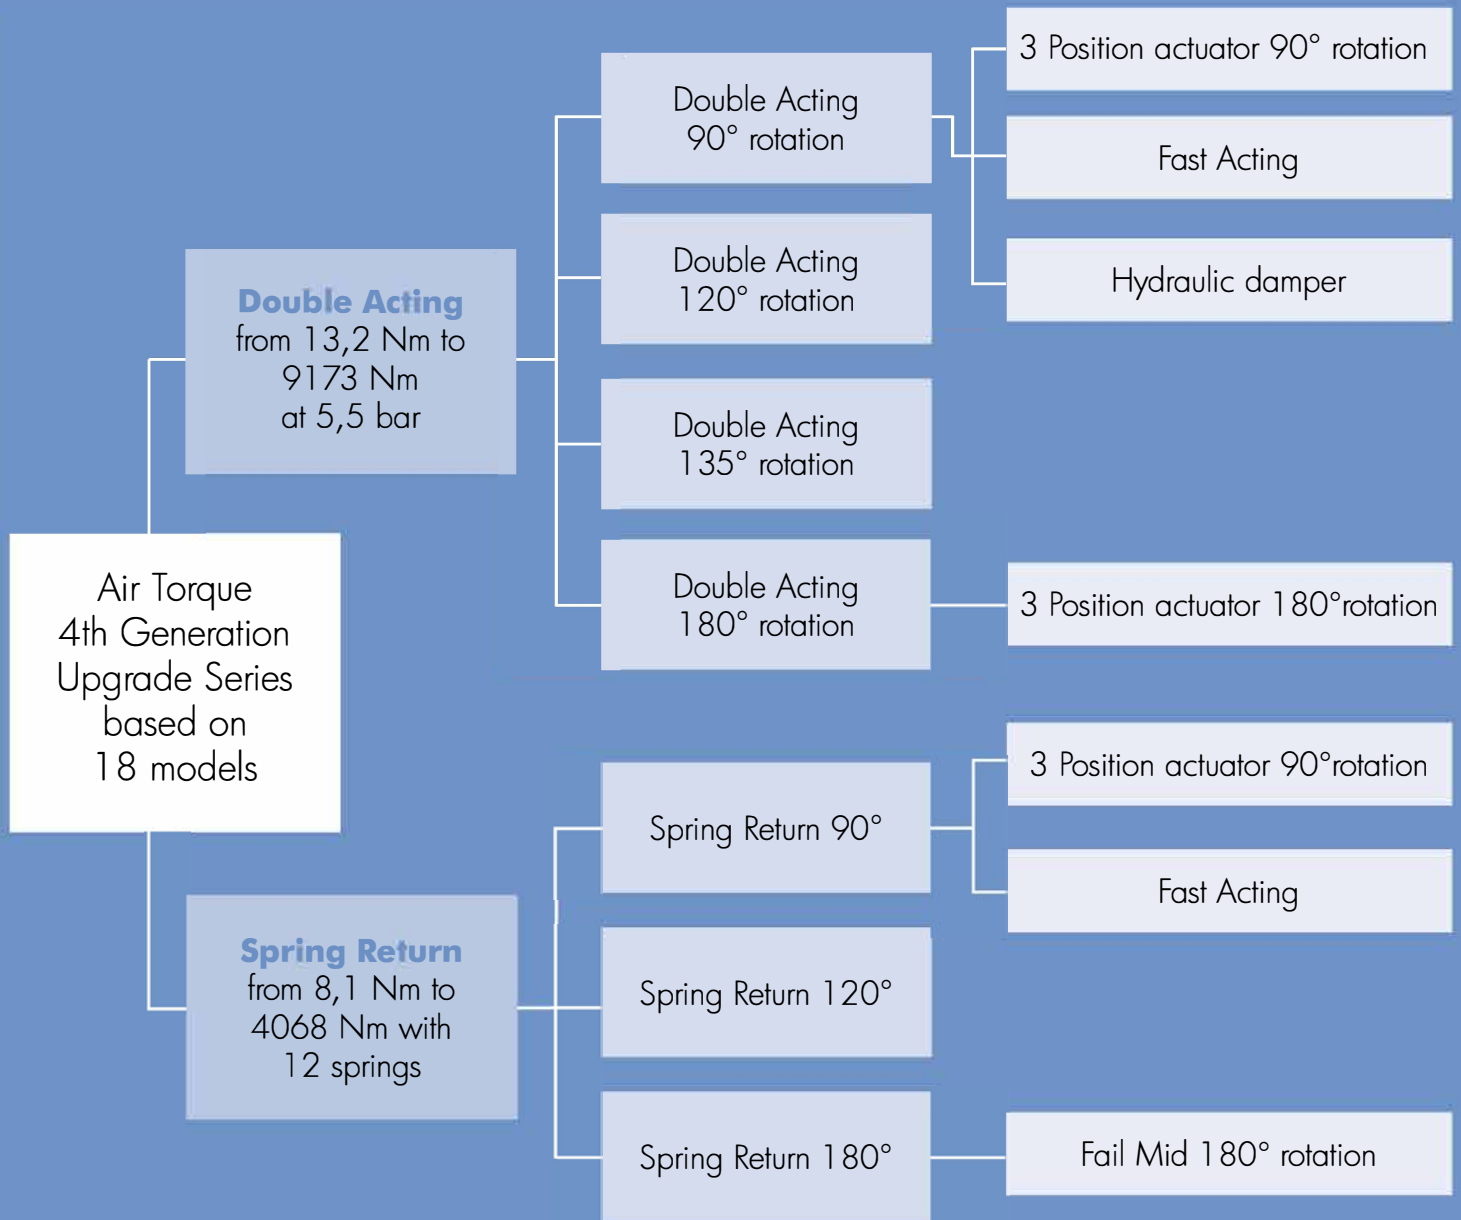 Air Torque
4th Generation
Upgrade Series
based on
18 models
Double Acting
from 13,2 Nm to
9173 Nm
at 5,5 bar
Double Acting
90° rotation
3 Position actuator 90° rotation
Fast Acting
Hydraulic damper
Double Acting
120° rotation
Double Acting
135° rotation
Double Acting
180° rotation
3 Position actuator 180°rotation
Spring Return
from 8,1 Nm to
4068 Nm with
12 springs
Spring Return 90°
3 Position actuator 90°rotation
Fast Acting
Spring Return 120°
Spring Return 180°
Fail Mid 180° rotation